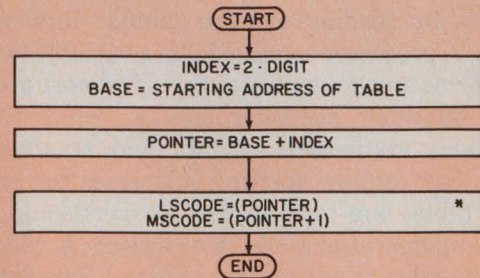 START
INDEX=2 · DIGIT
BASE = STARTING ADDRESS OF TABLE
POINTER=BASE+INDEX
LSCODE=(POINTER) *
MSCODE=(POINTER+1)
END